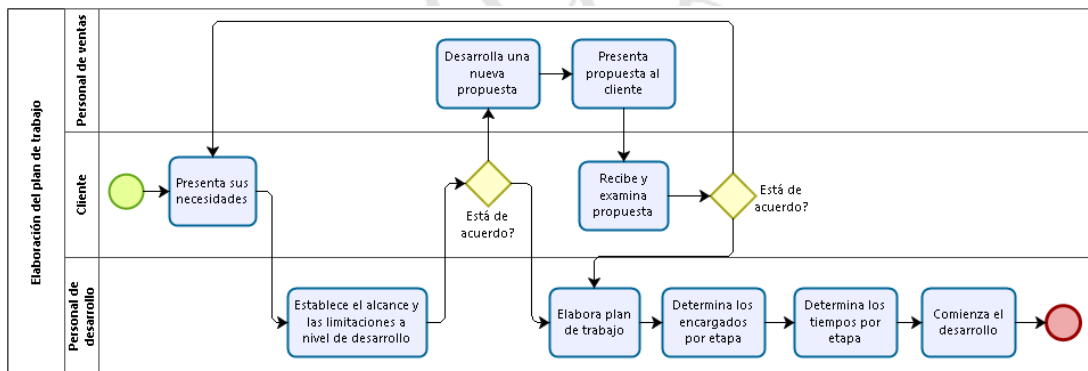 Elaboración del plan de trabajo
Personal de ventas
Desarrolla una
nueva
propuesta
Presenta
propuesta al
cliente
Cliente
Presenta sus
necesidades
Está de
acuerdo?
Recibe y
examina
propuesta
Está de
acuerdo?
Personal de
desarrollo
Establece el alcance y
las limitaciones a
nivel de desarrollo
Elabora plan
de trabajo
Determina los
encargados
por etapa
Determina los
tiempos por
etapa
Comienza el
desarrollo